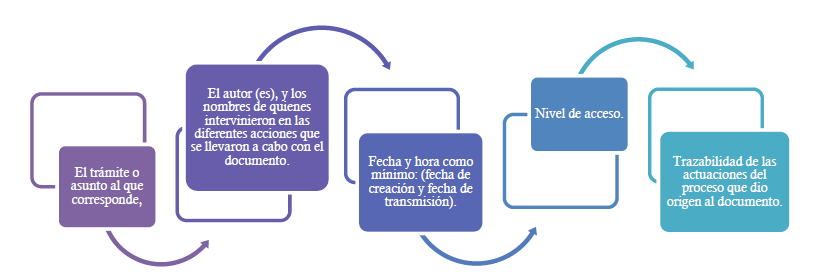 El trámite o
asunto al que
corresponde,
El autor (es), y los
nombres de quienes
intervinieron en las
diferentes acciones que
se llevaron a cabo con el
documento.
Fecha y hora como
mínimo: (fecha de
creación y fecha de
transmisión).
Nivel de acceso.
Trazabilidad de las
actuaciones del
proceso que dio
origen al documento.